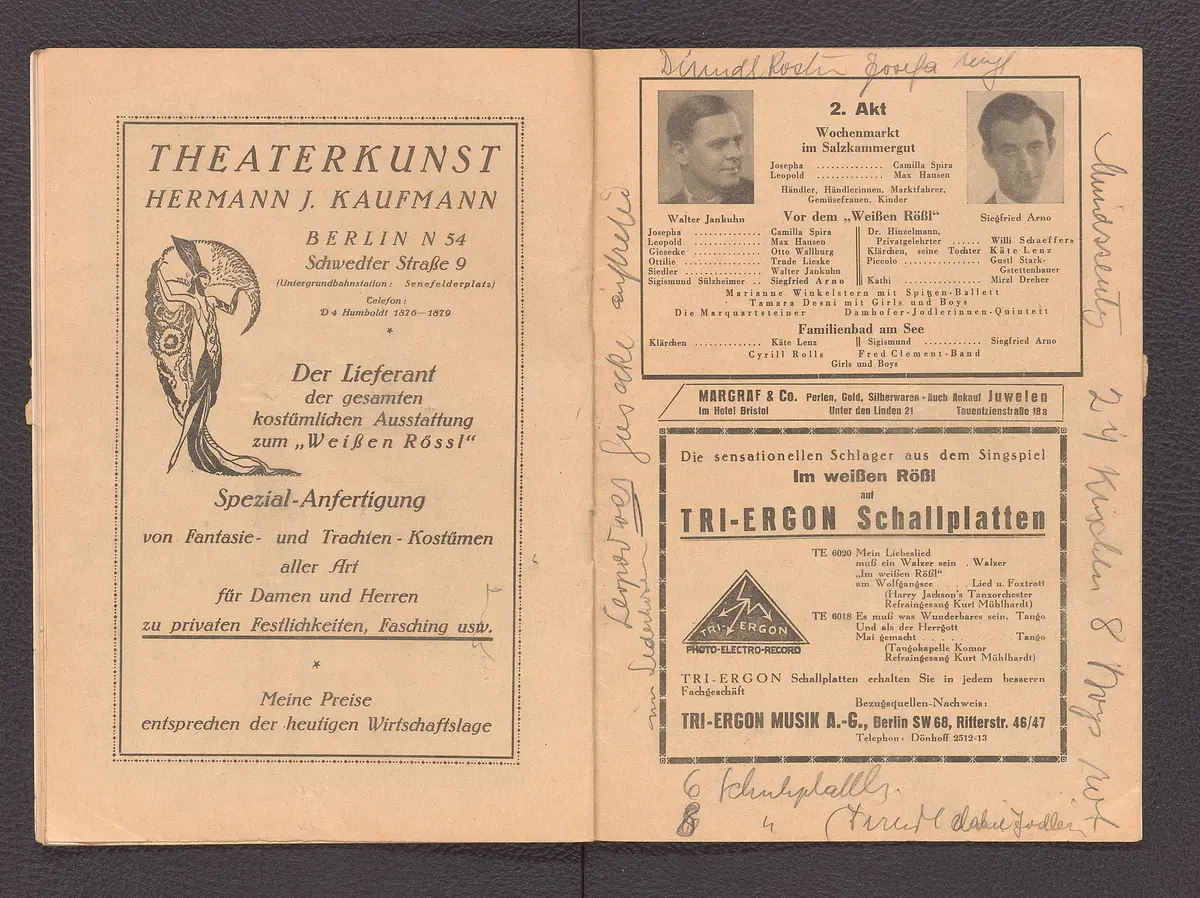 THEATERKUNST
HERMANN J. KAUFMANN
BERLIN N 54
Schwedter Straße 9
(Untergrundbahnstation: Senefelderplatz)
Telefon:
D 4 Humboldt 1876—1879
*
Der Lieferant
der gesamten
kostümlichen Ausstattung
zum „Weißen Rössl“
Spezial-Anfertigung
von Fantasie- und Trachten-Kostümen
aller Art
für Damen und Herren
zu privaten Festlichkeiten, Fasching usw.
*
Meine Preise
entsprechen der heutigen Wirtschaftslage
Dirndl Kostüm Josefa
2. Akt
Wochenmarkt
im Salzkammergut
Josepha .............. Camilla Spira
Leopold .............. Max Hansen
Händler, Händlerinnen, Marktfahrer,
Gemüsefrauen, Kinder
Walter Jankuhn
Siegfried Arno
Vor dem „Weißen Rößl“
Josepha .............. Camilla Spira
Leopold .............. Max Hansen
Giesecke .............. Otto Wallburg
Ottilie .............. Trude Lieske
Siedler .............. Walter Jankuhn
Sigismund Sülzheimer .. Siegfried Arno
Dr. Hinzelmann,
Privatgelehrter ...... Willi Schaeffers
Klärchen, seine Tochter Käte Lenz
Piccolo .............. Gustl Stark-
Gstettenbauer
Kathi .............. Mirzl Dreher
Marianne Winkelstern mit Spitzen-Ballett
Tamara Desni mit Girls und Boys
Die Marquartsteiner Damhofer-Jodlerinnen-Quintett
Familienbad am See
Klärchen .............. Käte Lenz
Sigismund ............ Siegfried Arno
Cyrill Rolls Fred Clement-Band
Girls und Boys
MARGRAF & Co. Perlen, Gold, Silberwaren · Auch Ankauf Juwelen
Im Hotel Bristol Unter den Linden 21 Tauentzienstraße 18a
Die sensationellen Schlager aus dem Singspiel
Im weißen Rößl
auf
TRI-ERGON Schallplatten
TE 6020 Mein Liebeslied
muß ein Walzer sein . Walzer
„Im weißen Rößl“
am Wolfgangsee . . . Lied u. Foxtrott
(Harry Jackson's Tanzorchester
Refraingesang Kurt Mühlhardt)
TE 6018 Es muß was Wunderbares sein. Tango
Und als der Herrgott
Mai gemacht . . . . . Tango
(Tangokapelle Komor
Refraingesang Kurt Mühlhardt)
TRI-ERGON
PHOTO-ELECTRO-RECORD
TRI-ERGON Schallplatten erhalten Sie in jedem besseren
Fachgeschäft
Bezugsquellen-Nachweis:
TRI-ERGON MUSIK A.-G., Berlin SW 68, Ritterstr. 46/47
Telephon: Dönhoff 2512-13
6 Schuhplattl.
8 " (Dirndl
8 Boys rot